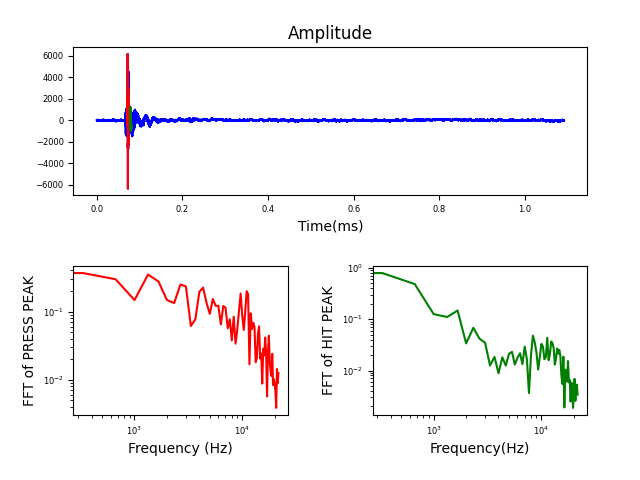 Amplitude
6000
4000
2000
0
−2000
−4000
−6000
0.0 0.2 0.4 0.6 0.8 1.0
Time(ms)
FFT of PRESS PEAK
10⁻¹
10⁻²
10³ 10⁴
Frequency (Hz)
FFT of HIT PEAK
10⁰
10⁻¹
10⁻²
10³ 10⁴
Frequency(Hz)